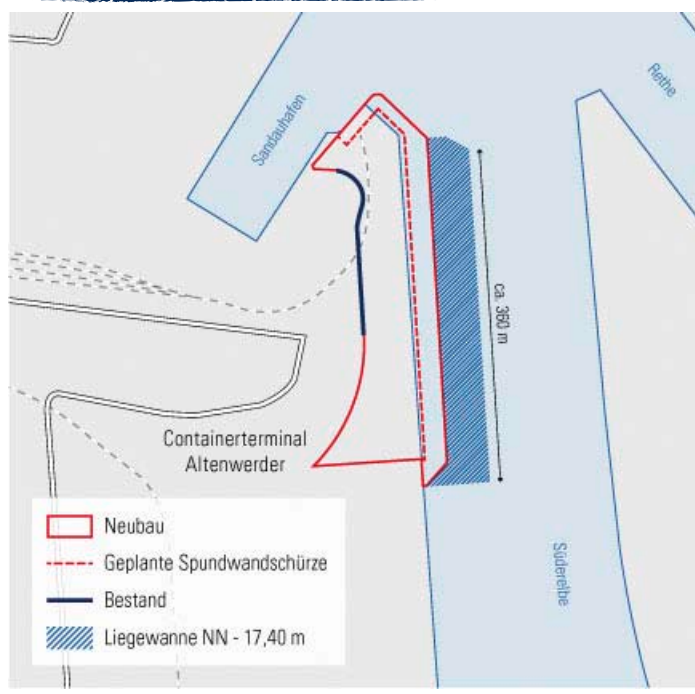 Sandauhafen
Rethe
ca. 360 m
Containerterminal
Altenwerder
Süderelbe
Neubau
Geplante Spundwandschürze
Bestand
Liegewanne NN - 17,40 m